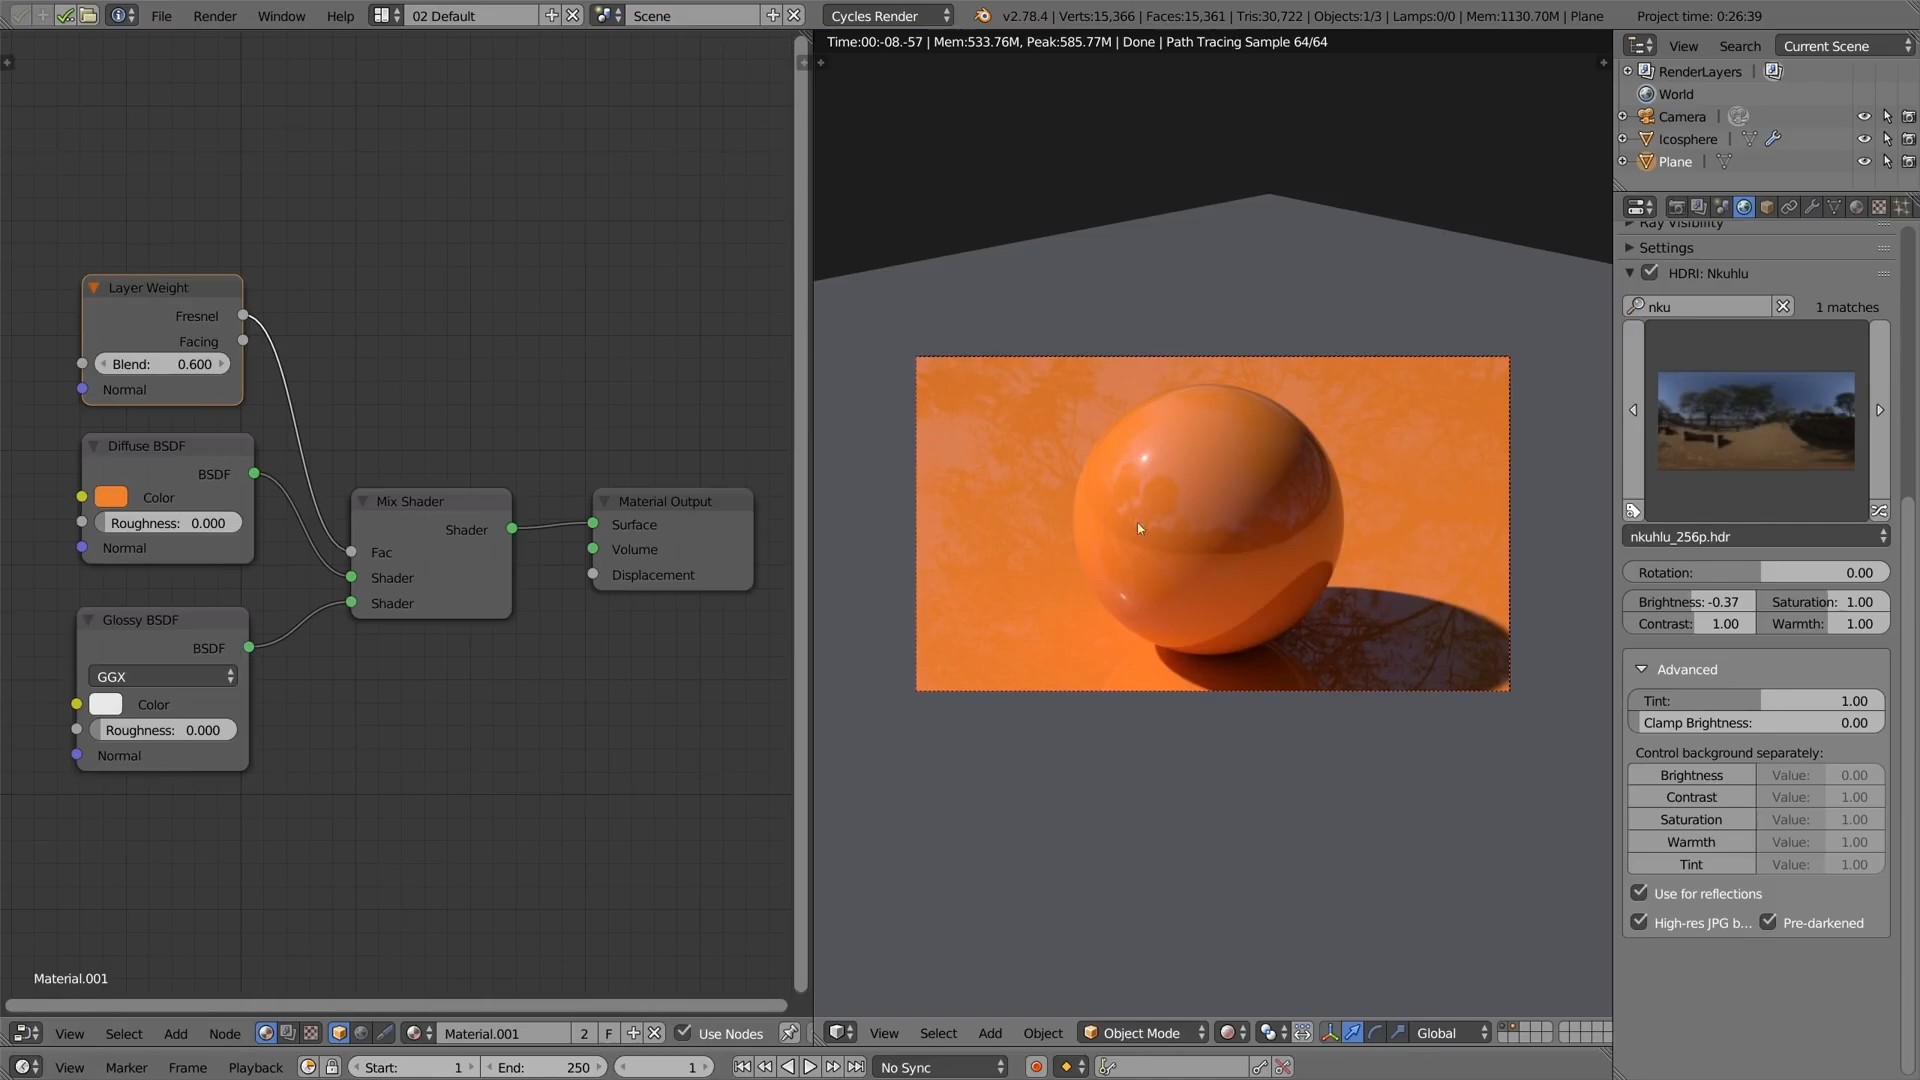 File Render Window Help 02 Default Scene Cycles Render v2.78.4 | Verts:15,366 | Faces:15,361 | Tris:30,722 | Objects:1/3 | Lamps:0/0 | Mem:1130.70M | Plane Project time: 0:26:39
Time:00:-08.-57 | Mem:533.76M, Peak:585.77M | Done | Path Tracing Sample 64/64
View Search Current Scene
RenderLayers
World
Camera
Icosphere
Plane
Ray Visibility
Settings
HDRI: Nkuhlu
nku 1 matches
nkuhlu_256p.hdr
Rotation: 0.00
Brightness: -0.37 Saturation: 1.00
Contrast: 1.00 Warmth: 1.00
Advanced
Tint: 1.00
Clamp Brightness: 0.00
Control background separately:
Brightness Value: 0.00
Contrast Value: 1.00
Saturation Value: 1.00
Warmth Value: 1.00
Tint Value: 1.00
Use for reflections
High-res JPG b... Pre-darkened
Layer Weight
Fresnel
Facing
Blend: 0.600
Normal
Diffuse BSDF
BSDF
Color
Roughness: 0.000
Normal
Glossy BSDF
BSDF
GGX
Color
Roughness: 0.000
Normal
Mix Shader
Shader
Fac
Shader
Shader
Material Output
Surface
Volume
Displacement
Material.001
View Select Add Node Material.001 2 F Use Nodes
View Select Add Object Object Mode Global
View Marker Frame Playback Start: 1 End: 250 1 No Sync